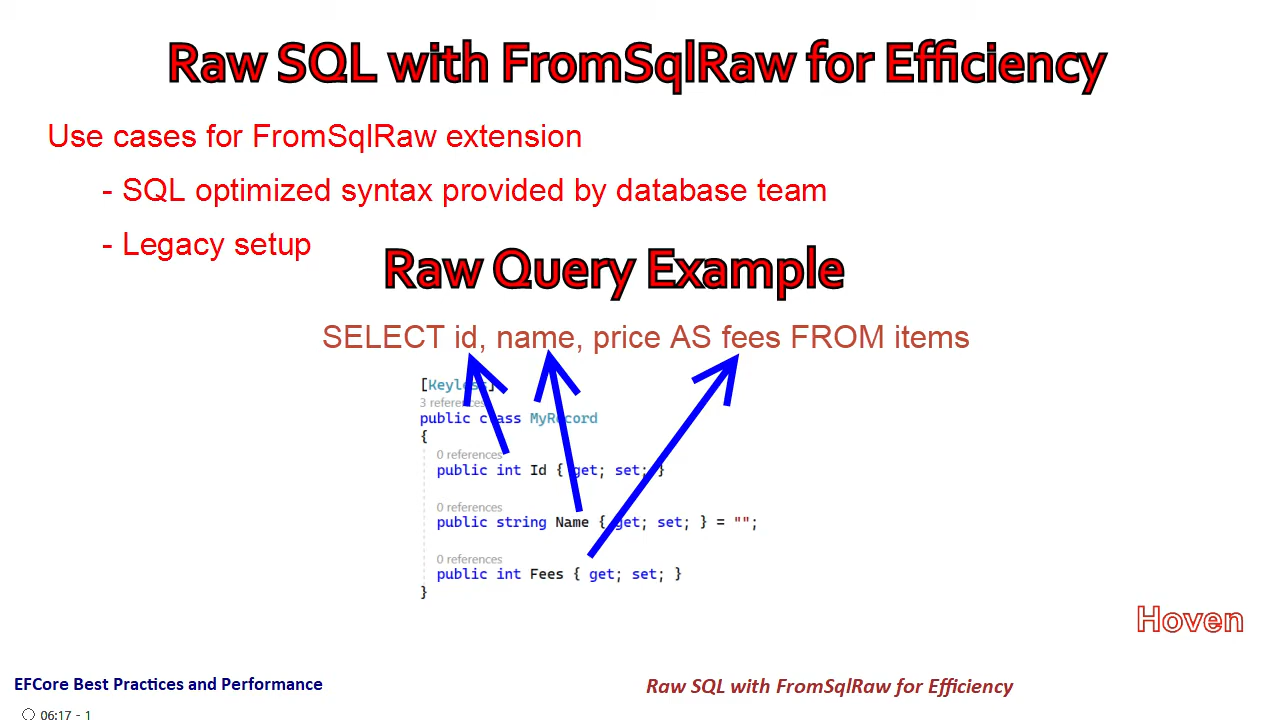 Raw SQL with FromSqlRaw for Efficiency
Use cases for FromSqlRaw extension
- SQL optimized syntax provided by database team
- Legacy setup
Raw Query Example
SELECT id, name, price AS fees FROM items
[Keyless]
3 references
public class MyRecord
{
0 references
public int Id { get; set; }
0 references
public string Name { get; set; } = "";
0 references
public int Fees { get; set; }
}
Hoven
EFCore Best Practices and Performance
Raw SQL with FromSqlRaw for Efficiency
06:17 - 1